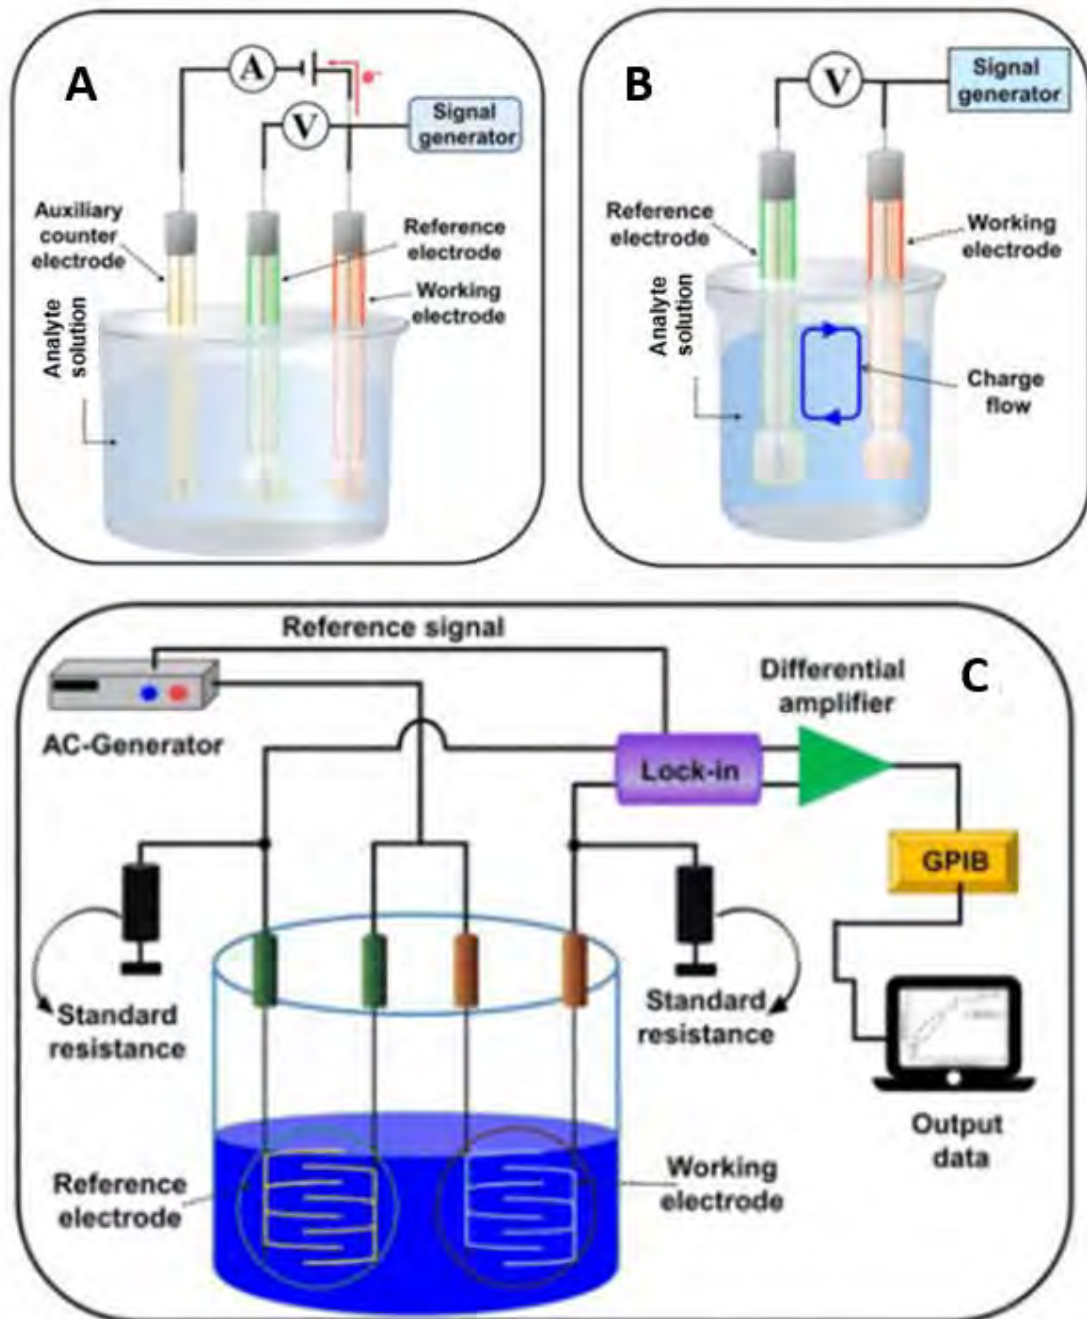 A
A
e-
V
Signal
generator
Auxiliary
counter
electrode
Reference
electrode
Working
electrode
Analyte
solution
B
V
Signal
generator
Reference
electrode
Working
electrode
Analyte
solution
Charge
flow
C
Reference signal
AC-Generator
Differential
amplifier
Lock-in
GPIB
Standard
resistance
Standard
resistance
Output
data
Reference
electrode
Working
electrode